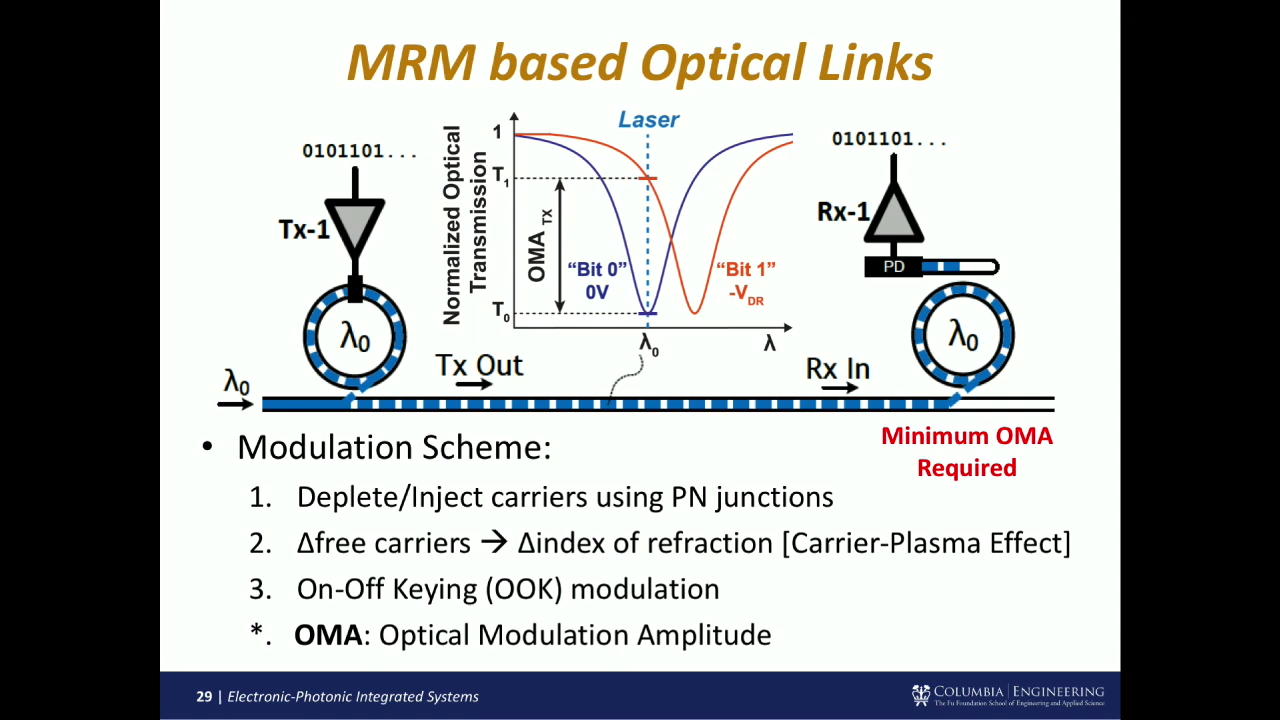 MRM based Optical Links
0101101...
Tx-1
λ₀
λ₀
Tx Out
Normalized Optical
Transmission
1
T₁
T₀
OMA TX
Laser
“Bit 0”
0V
“Bit 1”
-V DR
λ₀
λ
0101101...
Rx-1
PD
λ₀
Rx In
Minimum OMA
Required
• Modulation Scheme:
1. Deplete/Inject carriers using PN junctions
2. Δfree carriers → Δindex of refraction [Carrier-Plasma Effect]
3. On-Off Keying (OOK) modulation
*. OMA: Optical Modulation Amplitude
29 | Electronic-Photonic Integrated Systems
COLUMBIA | ENGINEERING
The Fu Foundation School of Engineering and Applied Science